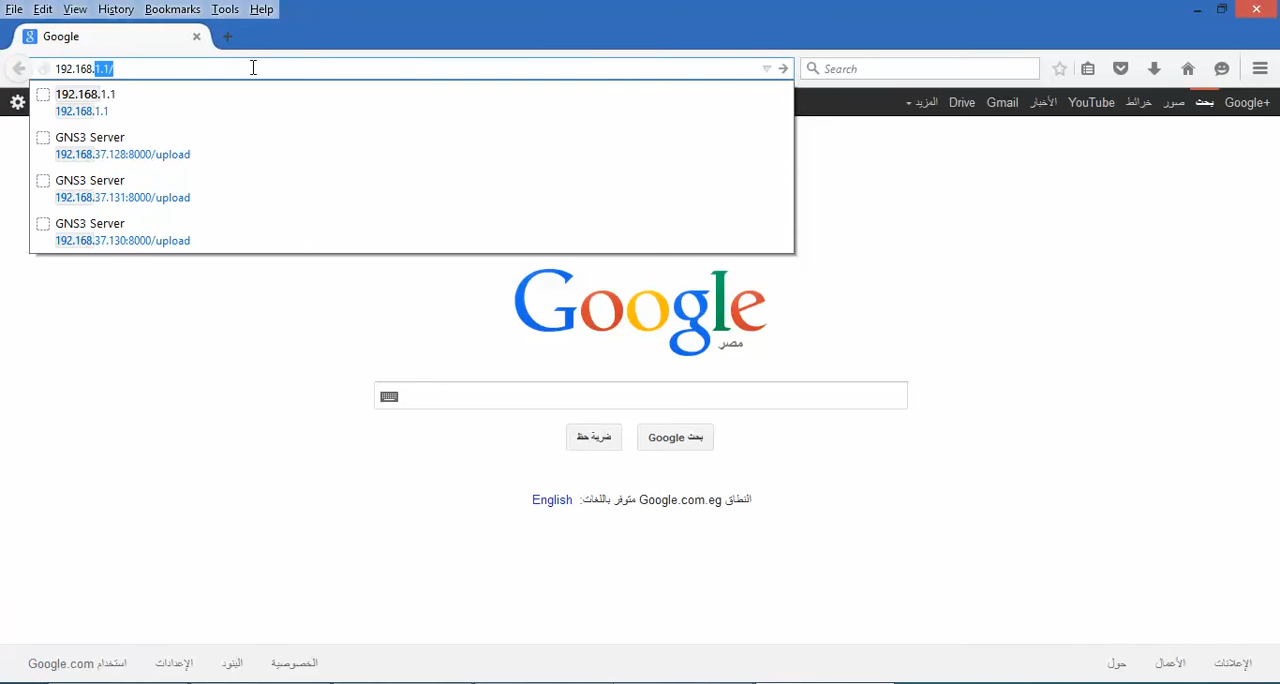 File Edit View History Bookmarks Tools Help
Google
192.168.1.1/
Search
192.168.1.1
192.168.1.1
GNS3 Server
192.168.37.128:8000/upload
GNS3 Server
192.168.37.131:8000/upload
GNS3 Server
192.168.37.130:8000/upload
Google+ بحث صور خرائط YouTube الأخبار Gmail Drive المزيد
Google
مصر
بحث Google ضربة حظ
النطاق Google.com.eg متوفر باللغات: English
الإعلانات الأعمال حول الخصوصية البنود الإعدادات استخدام Google.com